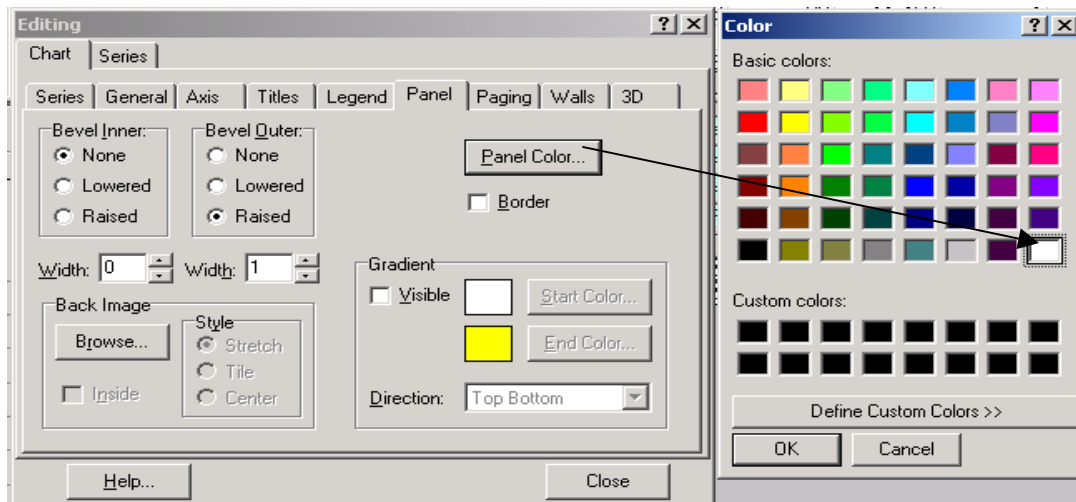 Editing
Chart Series
Series General Axis Titles Legend Panel Paging Walls 3D
Bevel Inner:
None
Lowered
Raised
Width: 0
Bevel Outer:
None
Lowered
Raised
Width: 1
Panel Color...
Border
Back Image
Browse...
Inside
Style
Stretch
Tile
Center
Gradient
Visible
Start Color...
End Color...
Direction: Top Bottom
Help...
Close
Color
Basic colors:
Custom colors:
Define Custom Colors >>
OK Cancel